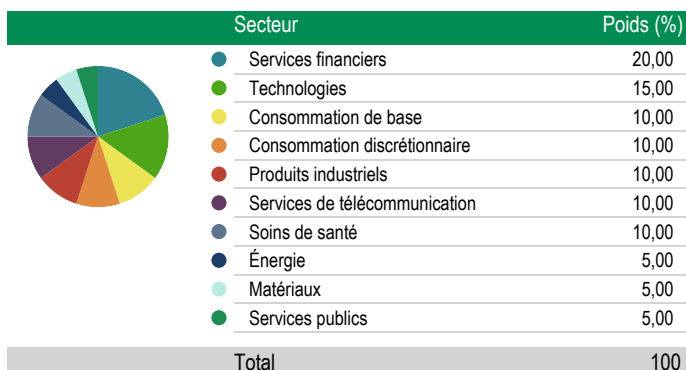 Secteur Poids (%)
Services financiers 20,00
Technologies 15,00
Consommation de base 10,00
Consommation discrétionnaire 10,00
Produits industriels 10,00
Services de télécommunication 10,00
Soins de santé 10,00
Énergie 5,00
Matériaux 5,00
Services publics 5,00
Total 100